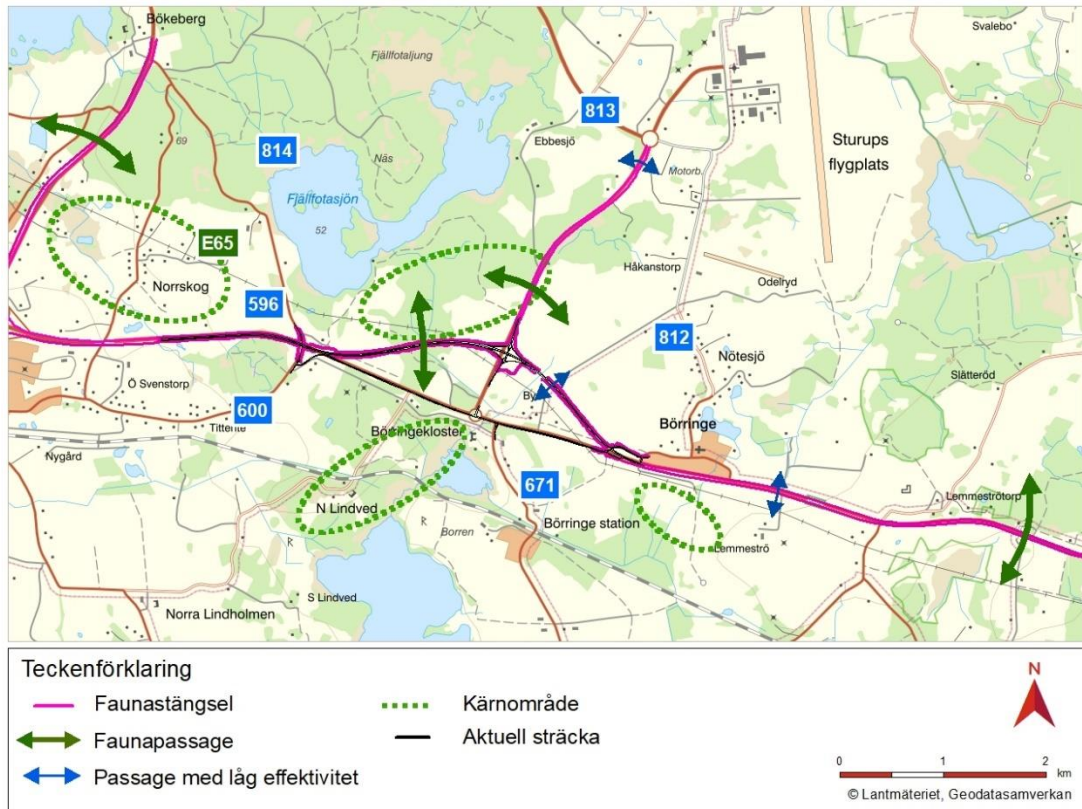 Bökeberg
Svalebo
Fjällfotaljung
813
Ebbesjö
Sturups
flygplats
69
814
Näs
Motorb.
Fjällfotasjön
52
E65
Norrskog
Håkanstorp
Odelryd
596
812
Nötesjö
Slätteröd
Ö Svenstorp
600
Tittente
By
Börringekloster
Börringe
Nygård
671
N Lindved
Börringe station
Lemmeströtorp
Borren
Lemmeströ
S Lindved
Norra Lindholmen
Teckenförklaring
Faunastängsel
Kärnområde
Faunapassage
Aktuell sträcka
Passage med låg effektivitet
N
0 1 2
km
© Lantmäteriet, Geodatasamverkan